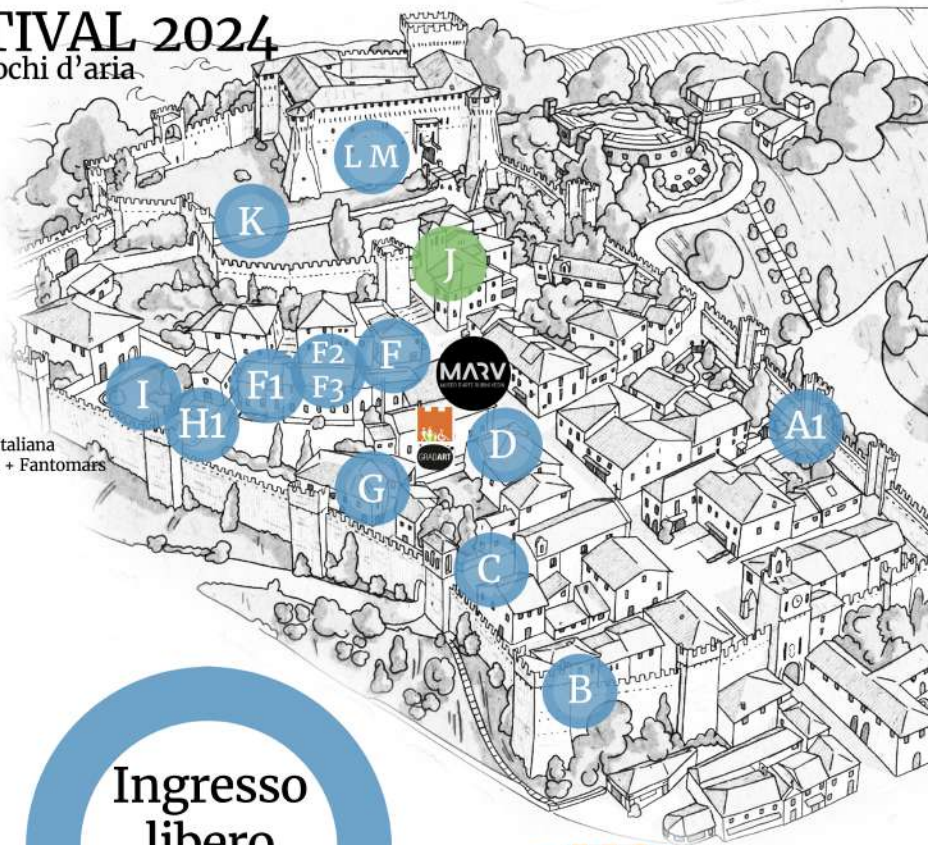 TIVAL 2024
ochi d'aria
L M
K
J
F2
F
F3
F1
I
H1
MARV
GRADART
D
A1
G
taliana
+ Fantomars
C
B
Ingresso
libero